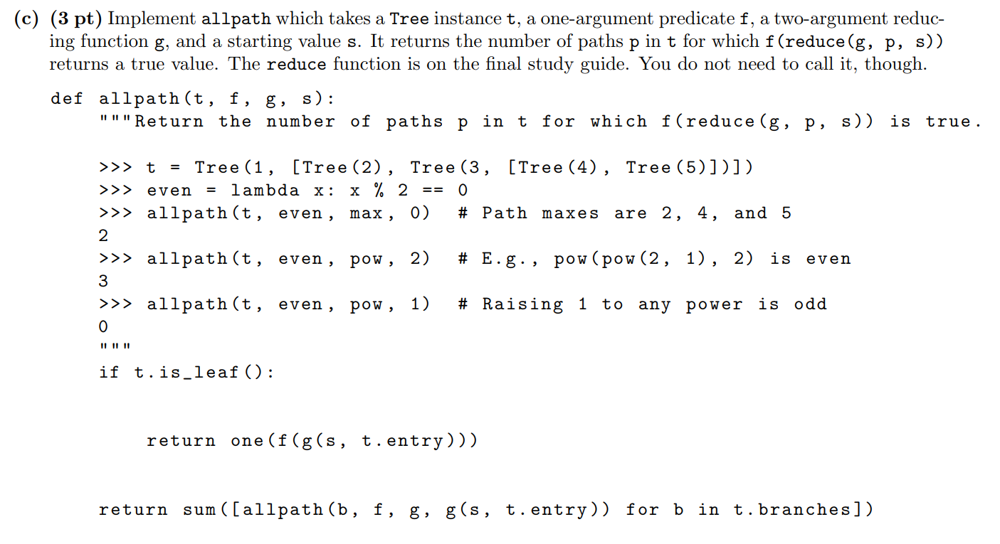 (c) (3 pt) Implement allpath which takes a Tree instance t, a one-argument predicate f, a two-argument reduc-
ing function g, and a starting value s. It returns the number of paths p in t for which f(reduce(g, p, s))
returns a true value. The reduce function is on the final study guide. You do not need to call it, though.
def allpath(t, f, g, s):
"""Return the number of paths p in t for which f(reduce(g, p, s)) is true.
>>> t = Tree(1, [Tree(2), Tree(3, [Tree(4), Tree(5)])])
>>> even = lambda x: x % 2 == 0
>>> allpath(t, even, max, 0) # Path maxes are 2, 4, and 5
2
>>> allpath(t, even, pow, 2) # E.g., pow(pow(2, 1), 2) is even
3
>>> allpath(t, even, pow, 1) # Raising 1 to any power is odd
0
"""
if t.is_leaf():
return one(f(g(s, t.entry)))
return sum([allpath(b, f, g, g(s, t.entry)) for b in t.branches])